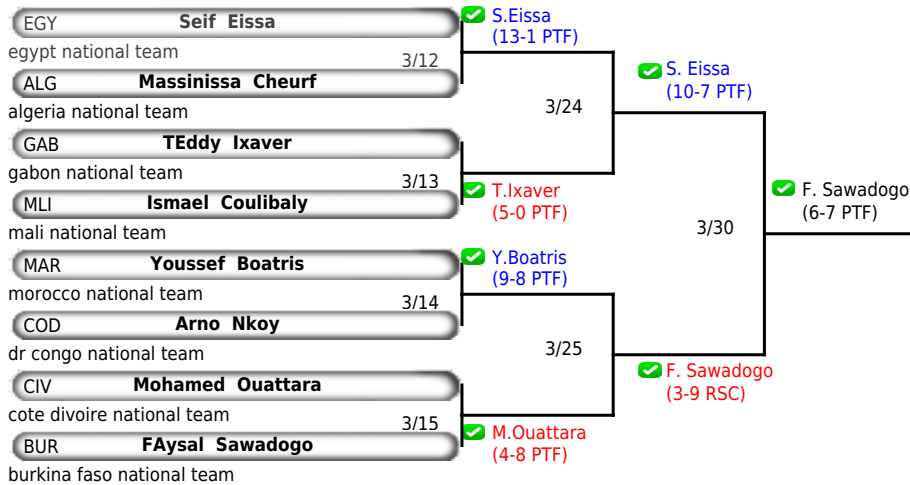 EGY Seif Eissa
egypt national team
3/12
ALG Massinissa Cheurf
algeria national team
GAB TEddy Ixaver
gabon national team
3/13
MLI Ismael Coulibaly
mali national team
MAR Youssef Boatris
morocco national team
3/14
COD Arno Nkoy
dr congo national team
CIV Mohamed Ouattara
cote divoire national team
3/15
BUR FAysal Sawadogo
burkina faso national team
S.Eissa
(13-1 PTF)
3/24
T.Ixaver
(5-0 PTF)
Y.Boatris
(9-8 PTF)
3/25
M.Ouattara
(4-8 PTF)
S. Eissa
(10-7 PTF)
3/30
F. Sawadogo
(3-9 RSC)
F. Sawadogo
(6-7 PTF)